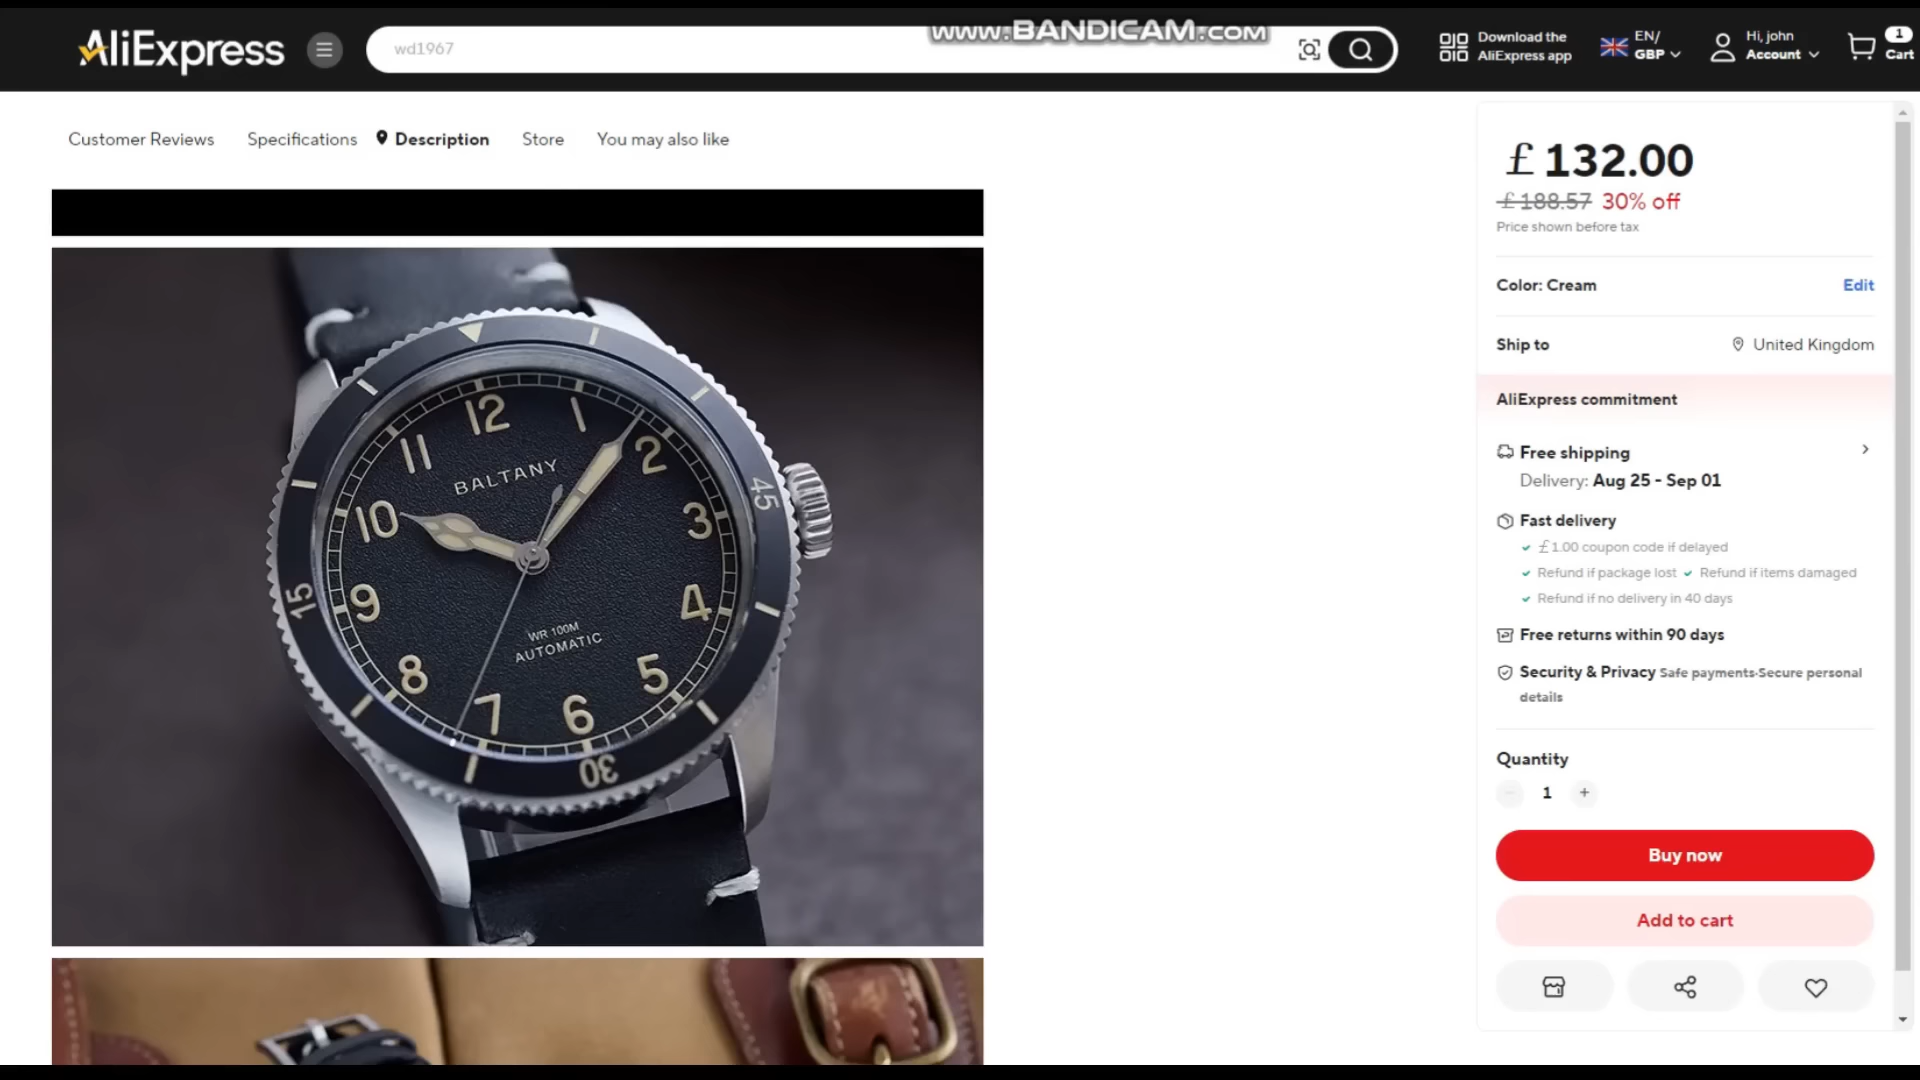 www.BANDICAM.com
AliExpress
wd1967
Download the
AliExpress app
EN/
GBP
Hi, john
Account
1
Cart
Customer Reviews
Specifications
Description
Store
You may also like
12
1
2
3
4
5
6
7
8
9
10
11
BALTANY
WR 100M
AUTOMATIC
45
30
15
£132.00
£188.57 30% off
Price shown before tax
Color: Cream
Edit
Ship to
United Kingdom
AliExpress commitment
Free shipping
Delivery: Aug 25 - Sep 01
Fast delivery
£1.00 coupon code if delayed
Refund if package lost
Refund if items damaged
Refund if no delivery in 40 days
Free returns within 90 days
Security & Privacy Safe payments·Secure personal
details
Quantity
1
Buy now
Add to cart